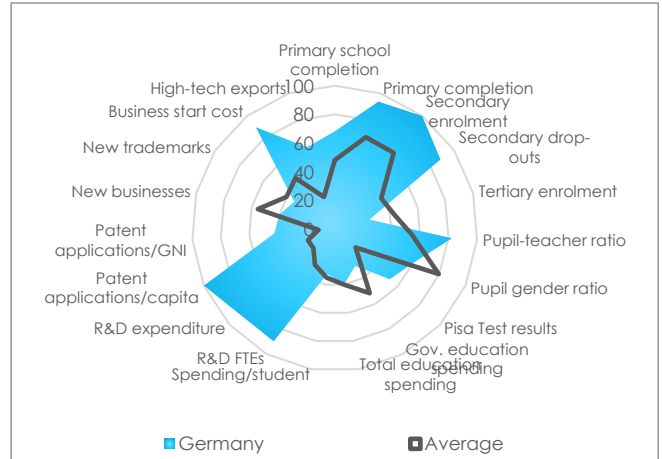 Primary school
completion
High-tech exports
100
Primary completion
Business start cost
80
Secondary
enrolment
New trademarks
60
Secondary drop-
outs
40
New businesses
20
Tertiary enrolment
0
Patent
applications/GNI
Pupil-teacher ratio
Patent
applications/capita
Pupil gender ratio
R&D expenditure
Pisa Test results
R&D FTEs
Gov. education
spending
Spending/student
Total education
spending
Germany
Average